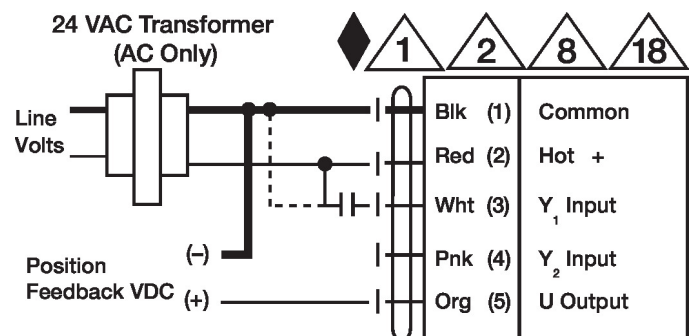 24 VAC Transformer
(AC Only)
1 2 8 18
Line
Volts
Blk (1) Common
Red (2) Hot +
Wht (3) Y1 Input
Pnk (4) Y2 Input
Org (5) U Output
Position
Feedback VDC
(-)
(+)